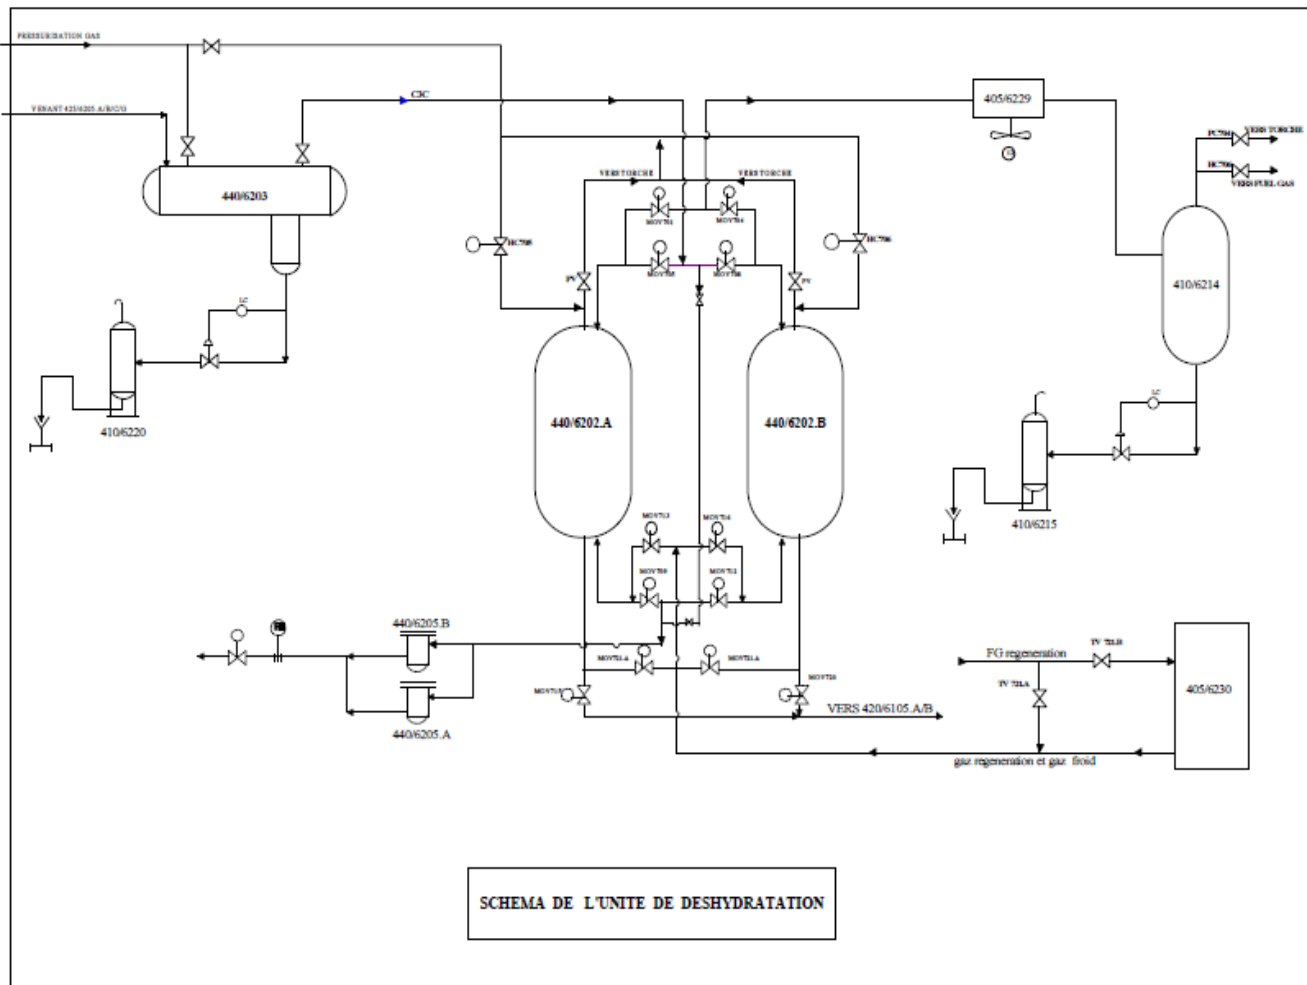 PRESSURISATION GAS
VENANT 423/6205.A/B/C/G
C3C
405/6229
PC704
VERS TORCHE
HC706
VERS FUEL GAS
440/6203
VERS TORCHE
VERS TORCHE
MOV704
HC705
HC706
MOV705
MOV706
PV
PV
410/6214
LC
440/6202.A
440/6202.B
410/6220
LC
410/6215
MOV713
MOV714
MOV709
MOV712
440/6205.B
MOV721.A
MOV721.A
MOV720
440/6205.A
VERS 420/6105.A/B
FG regeneration
TV 721.B
TV 721.A
405/6230
gaz regeneration et gaz froid
SCHEMA DE L'UNITE DE DESHYDRATATION